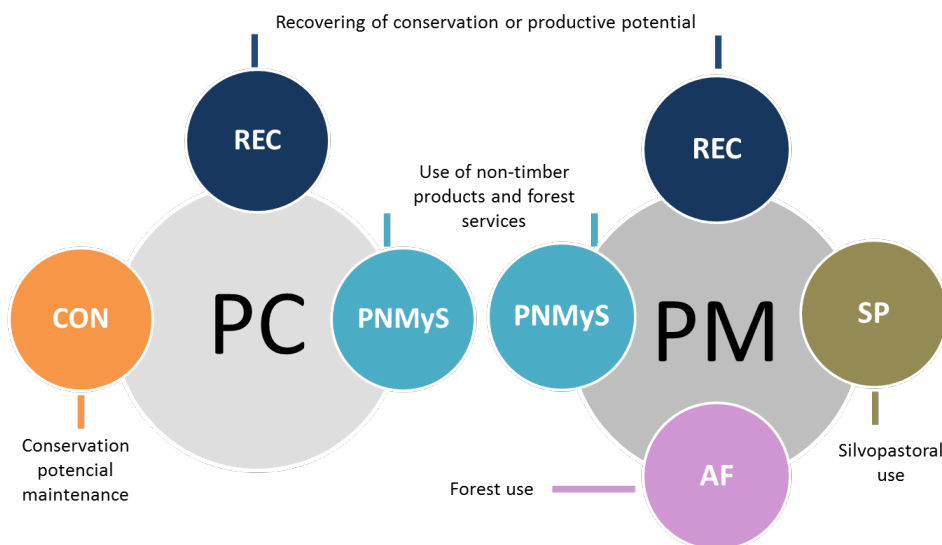 Recovering of conservation or productive potential
REC
REC
Use of non-timber
products and forest
services
CON
PC
PNMyS
PNMyS
PM
SP
Conservation
potencial
maintenance
Silvopastoral
use
Forest use
AF